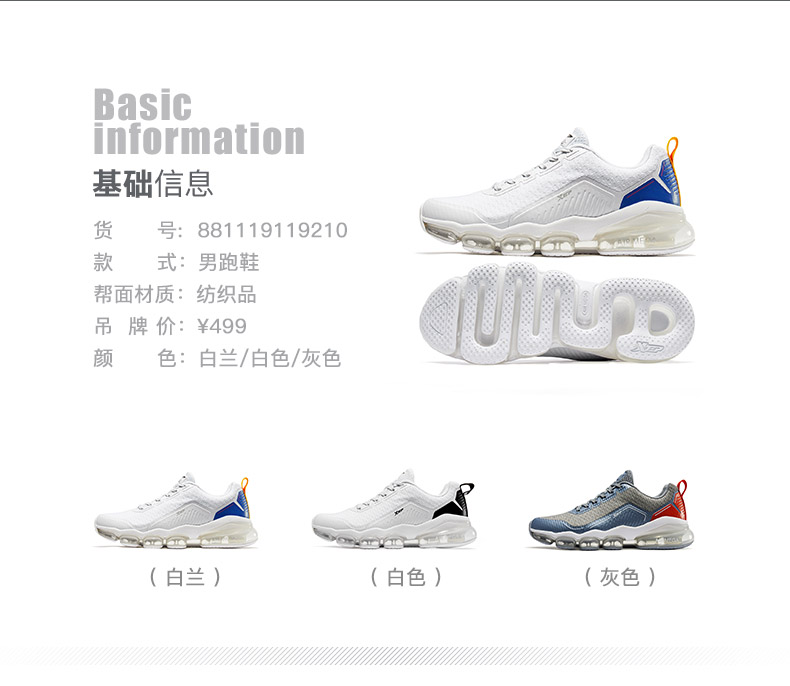 Basic
information
基础信息
货 号: 881119119210
款 式: 男跑鞋
帮面材质: 纺织品
吊 牌 价: ¥499
颜 色: 白兰/白色/灰色
XTEP
( 白兰 )
( 白色 )
( 灰色 )